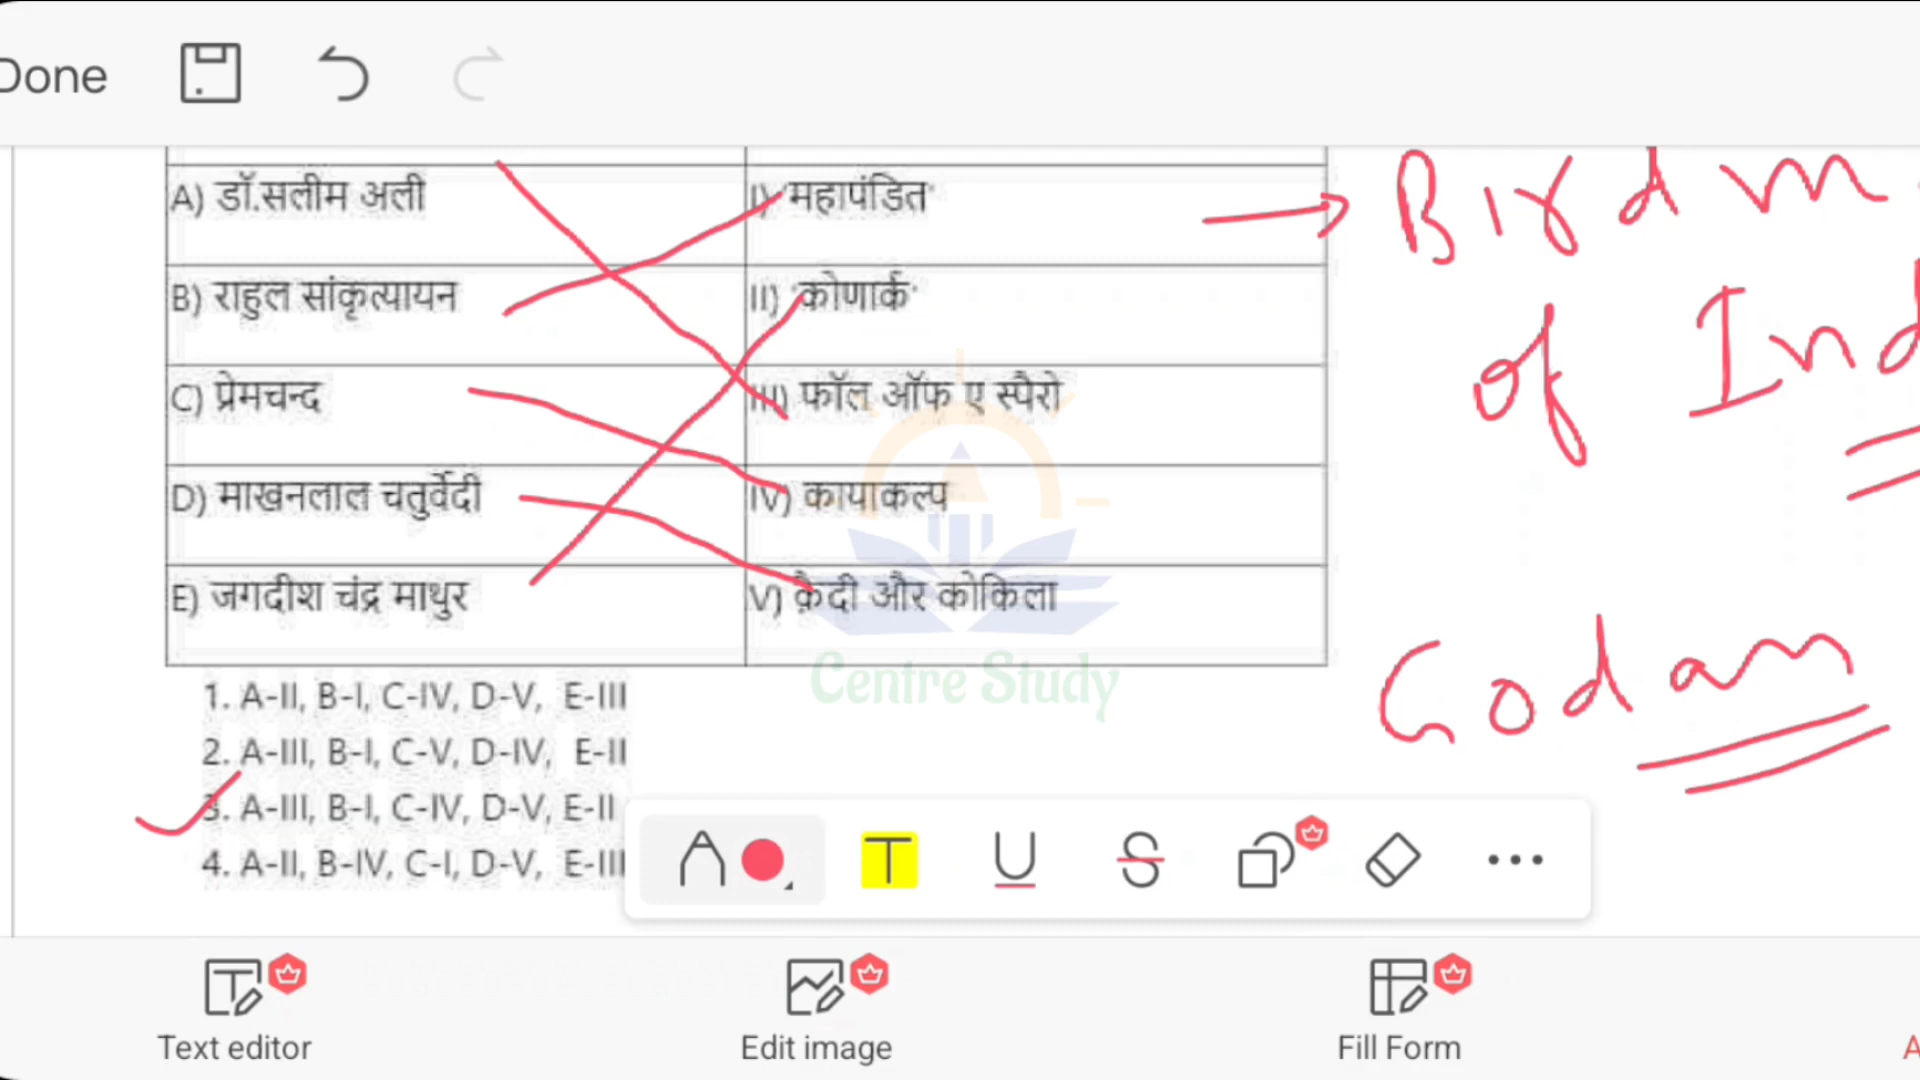 Done
A) डॉ.सलीम अली
I) 'महापंडित'
Birdm
B) राहुल सांकृत्यायन
II) 'कोणार्क'
of Ind
C) प्रेमचन्द
III) फॉल ऑफ ए स्पैरो
D) माखनलाल चतुर्वेदी
IV) कायाकल्प
E) जगदीश चंद्र माथुर
V) क़ैदी और कोकिला
Centre Study
Godan
1. A-II, B-I, C-IV, D-V, E-III
2. A-III, B-I, C-V, D-IV, E-II
3. A-III, B-I, C-IV, D-V, E-II
4. A-II, B-IV, C-I, D-V, E-III
Text editor
Edit image
Fill Form
A